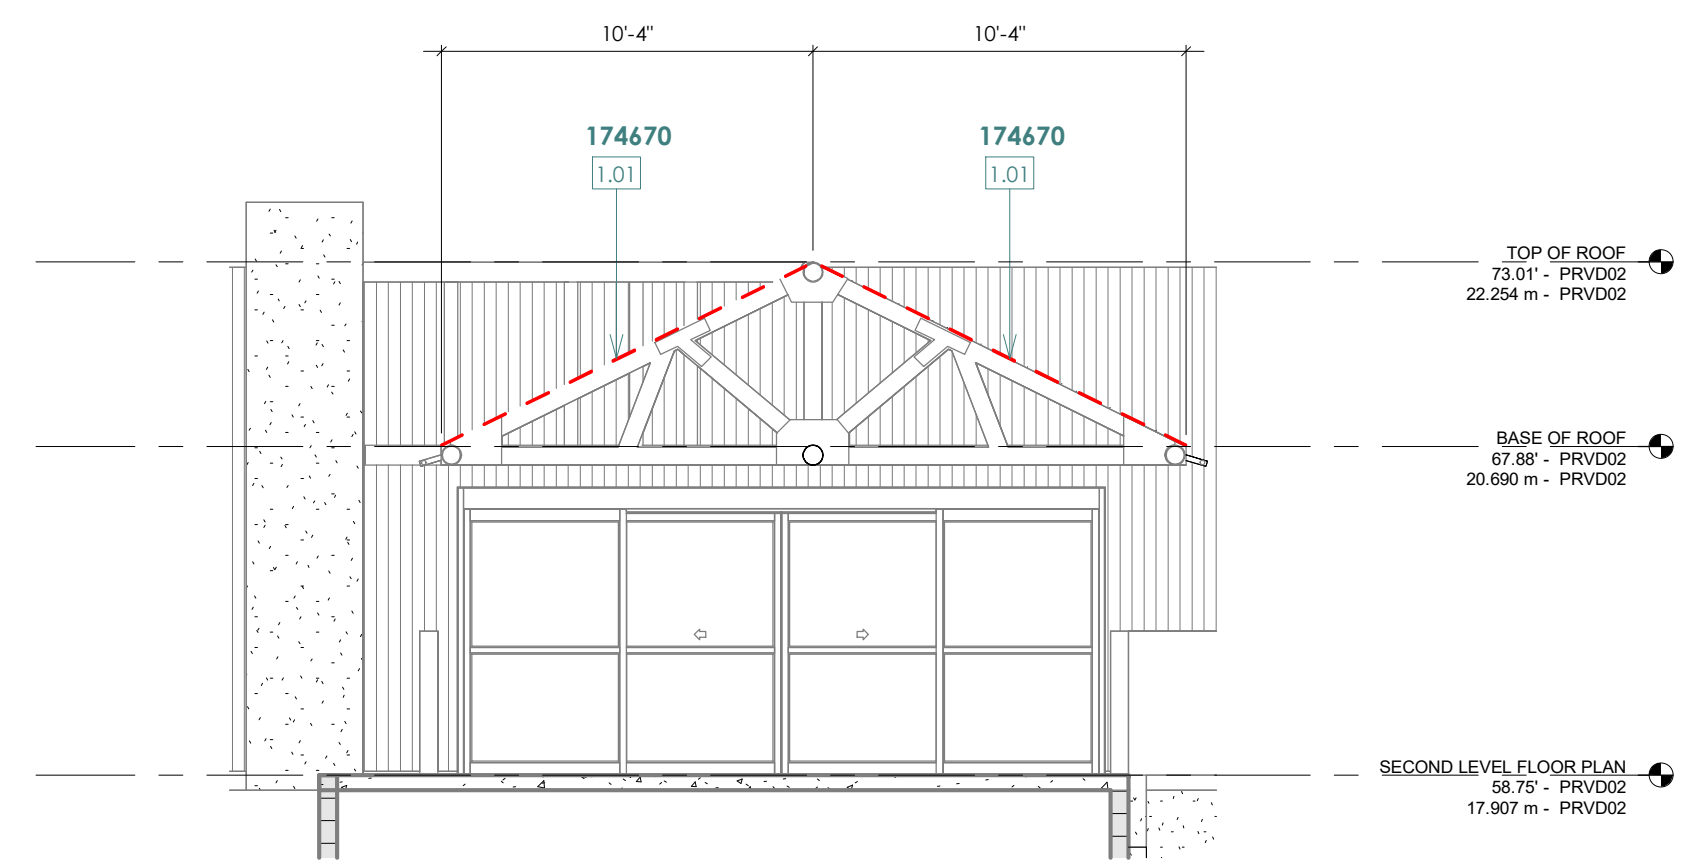 10'-4"
10'-4"
174670
174670
1.01
1.01
TOP OF ROOF
73.01' - PRVD02
22.254 m - PRVD02
BASE OF ROOF
67.88' - PRVD02
20.690 m - PRVD02
SECOND LEVEL FLOOR PLAN
58.75' - PRVD02
17.907 m - PRVD02